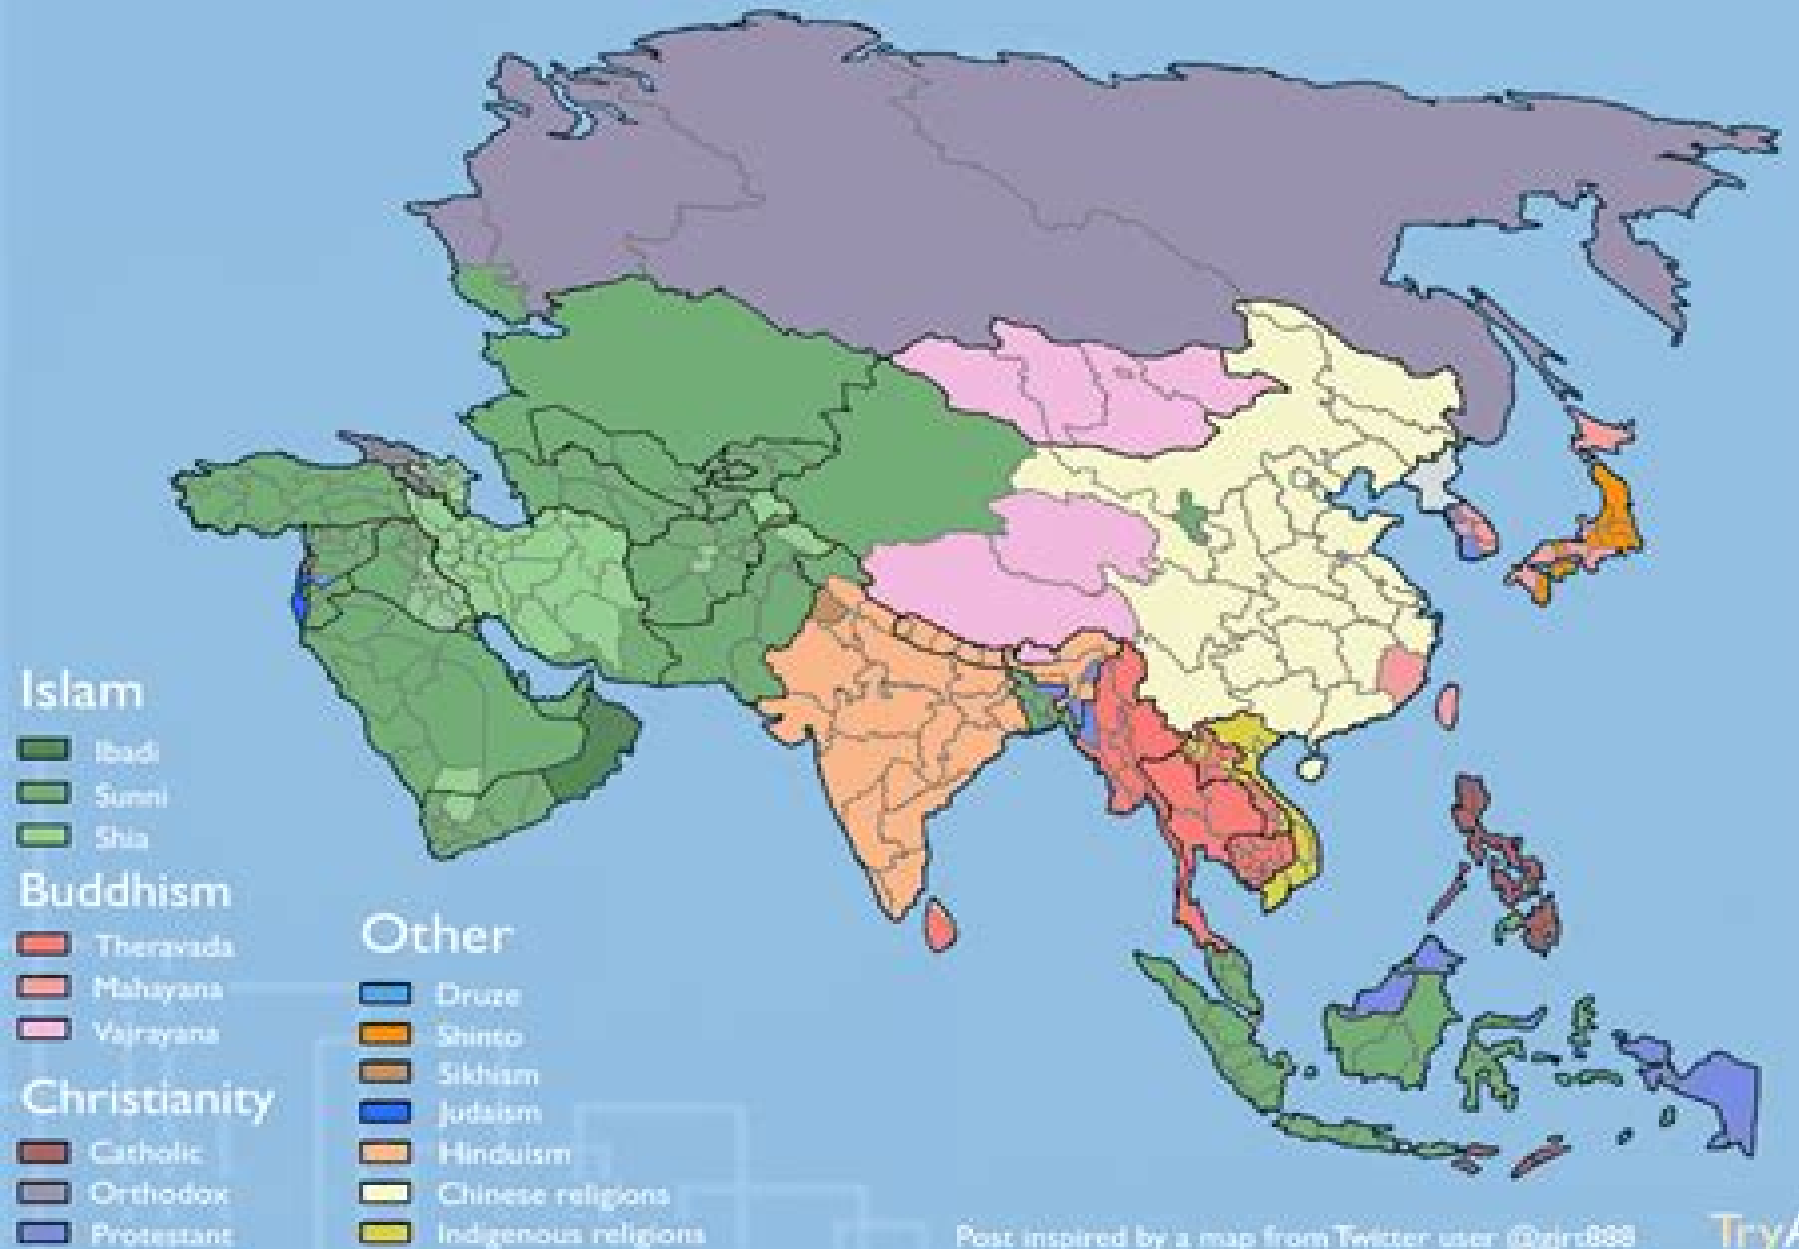 Islam
Ibadi
Sunni
Shia
Buddhism
Theravada
Mahayana
Vajrayana
Christianity
Catholic
Orthodox
Protestant
Other
Druze
Shinto
Sikhism
Judaism
Hinduism
Chinese religions
Indigenous religions
Post inspired by a map from Twitter user @zjrs888